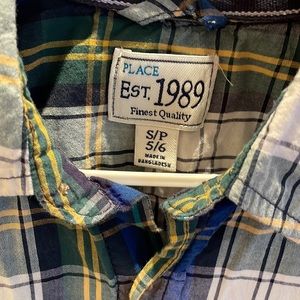 PLACE
EST. 1989
Finest Quality
S/P
5/6
MADE IN
BANGLADESH